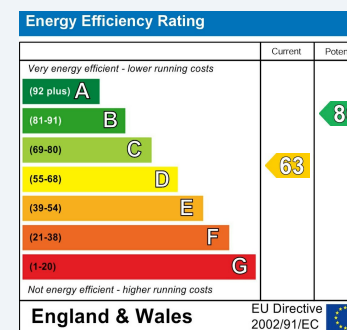 Energy Efficiency Rating
Current
Very energy efficient - lower running costs
(92 plus) A
(81-91) B
(69-80) C
(55-68) D
63
(39-54) E
(21-38) F
(1-20) G
Not energy efficient - higher running costs
England & Wales
EU Directive
2002/91/EC